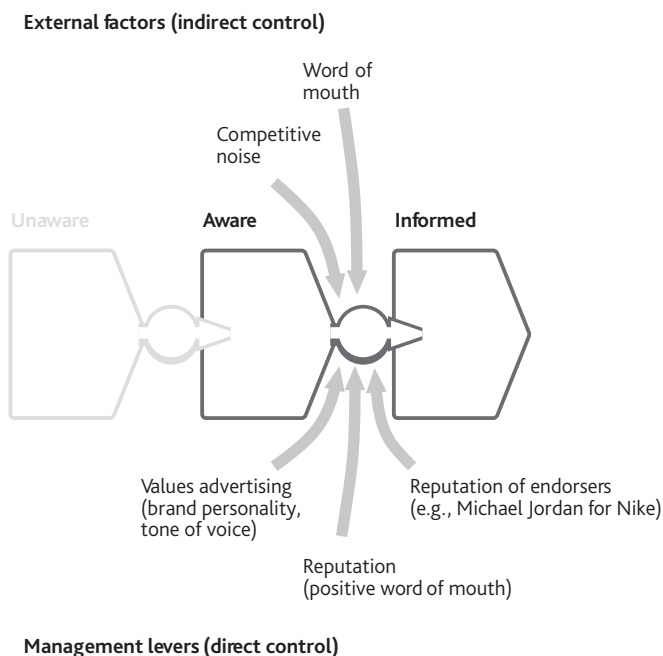 External factors (indirect control)
Word of
mouth
Competitive
noise
Unaware
Aware
Informed
Values advertising
(brand personality,
tone of voice)
Reputation of endorsers
(e.g., Michael Jordan for Nike)
Reputation
(positive word of mouth)
Management levers (direct control)